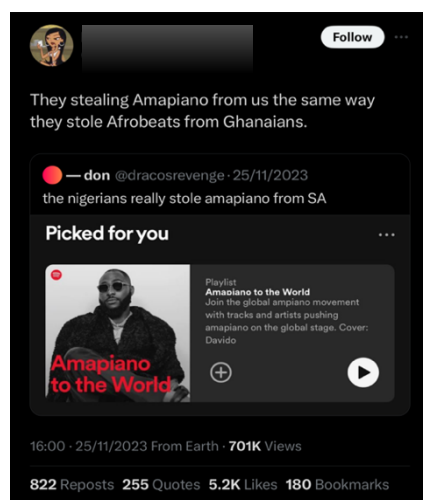 Follow
They stealing Amapiano from us the same way
they stole Afrobeats from Ghanaians.
— don @dracosrevenge · 25/11/2023
the nigerians really stole amapiano from SA
Picked for you
Playlist
Amapiano to the World
Join the global ampiano movement
with tracks and artists pushing
amapiano on the global stage. Cover:
Davido
Amapiano
to the World
16:00 · 25/11/2023 From Earth · 701K Views
822 Reposts 255 Quotes 5.2K Likes 180 Bookmarks